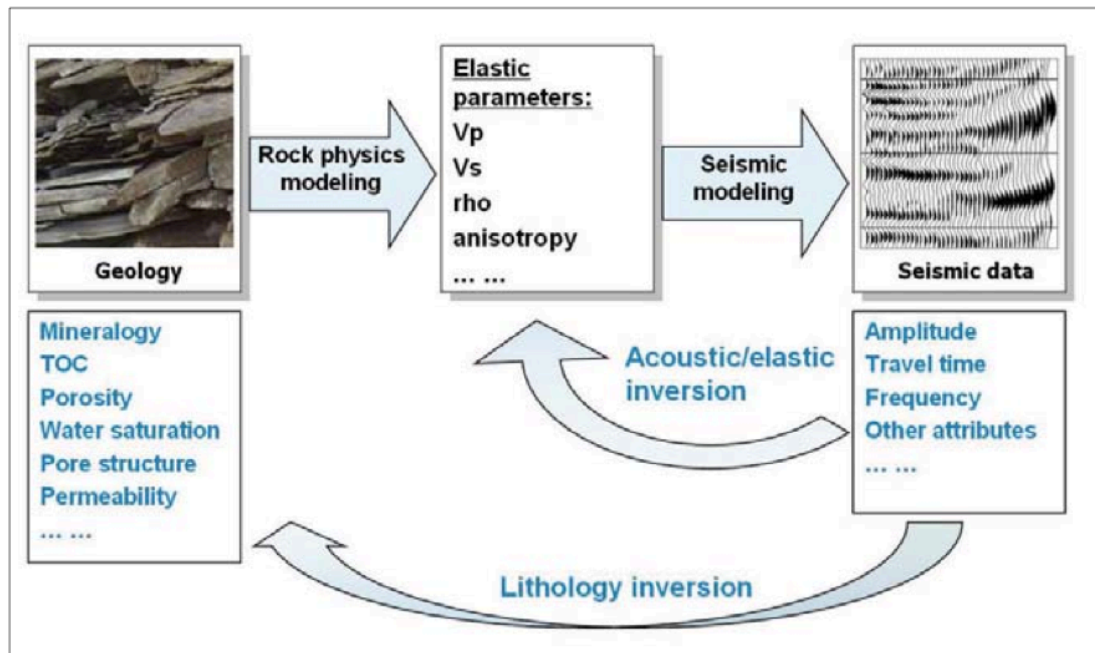 Geology
Rock physics
modeling
Elastic
parameters:
Vp
Vs
rho
anisotropy
... ...
Seismic
modeling
Seismic data
Mineralogy
TOC
Porosity
Water saturation
Pore structure
Permeability
... ...
Acoustic/elastic
inversion
Amplitude
Travel time
Frequency
Other attributes
... ...
Lithology inversion